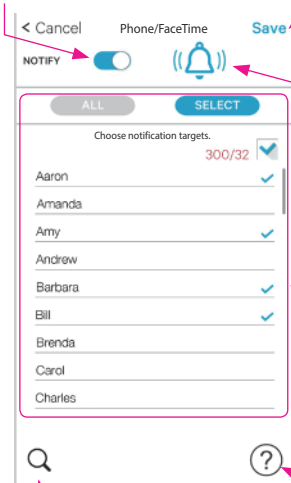 < Cancel Phone/FaceTime Save
NOTIFY
ALL SELECT
Choose notification targets.
300/32
Aaron
Amanda
Amy
Andrew
Barbara
Bill
Brenda
Carol
Charles
?